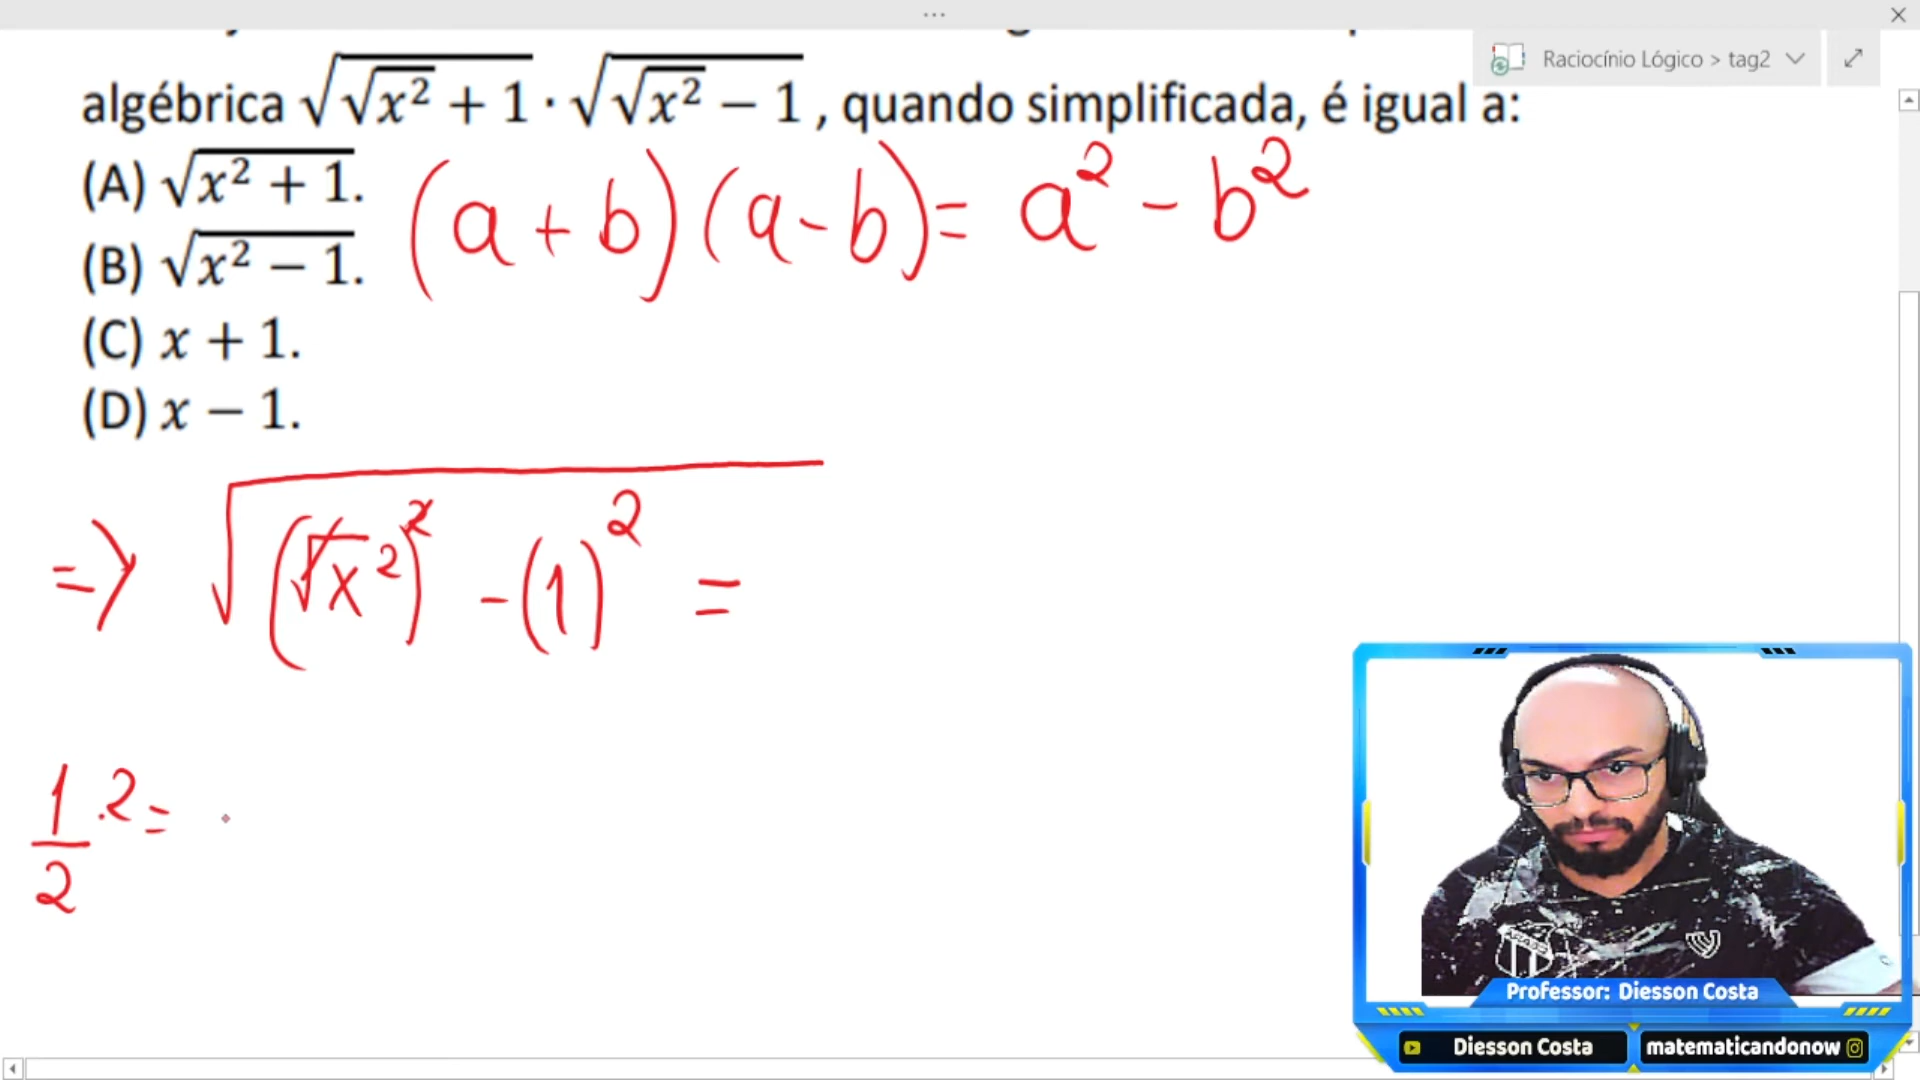 ...
Raciocínio Lógico > tag2
algébrica √(√x² + 1) · √(√x² − 1), quando simplificada, é igual a:
(A) √(x² + 1).
(B) √(x² − 1).
(C) x + 1.
(D) x − 1.
(a + b) (a - b) = a² - b²
=> √((√x²)² - (1)² =
1/2 .2 =
Professor: Diesson Costa
Diesson Costa
matematicandonow